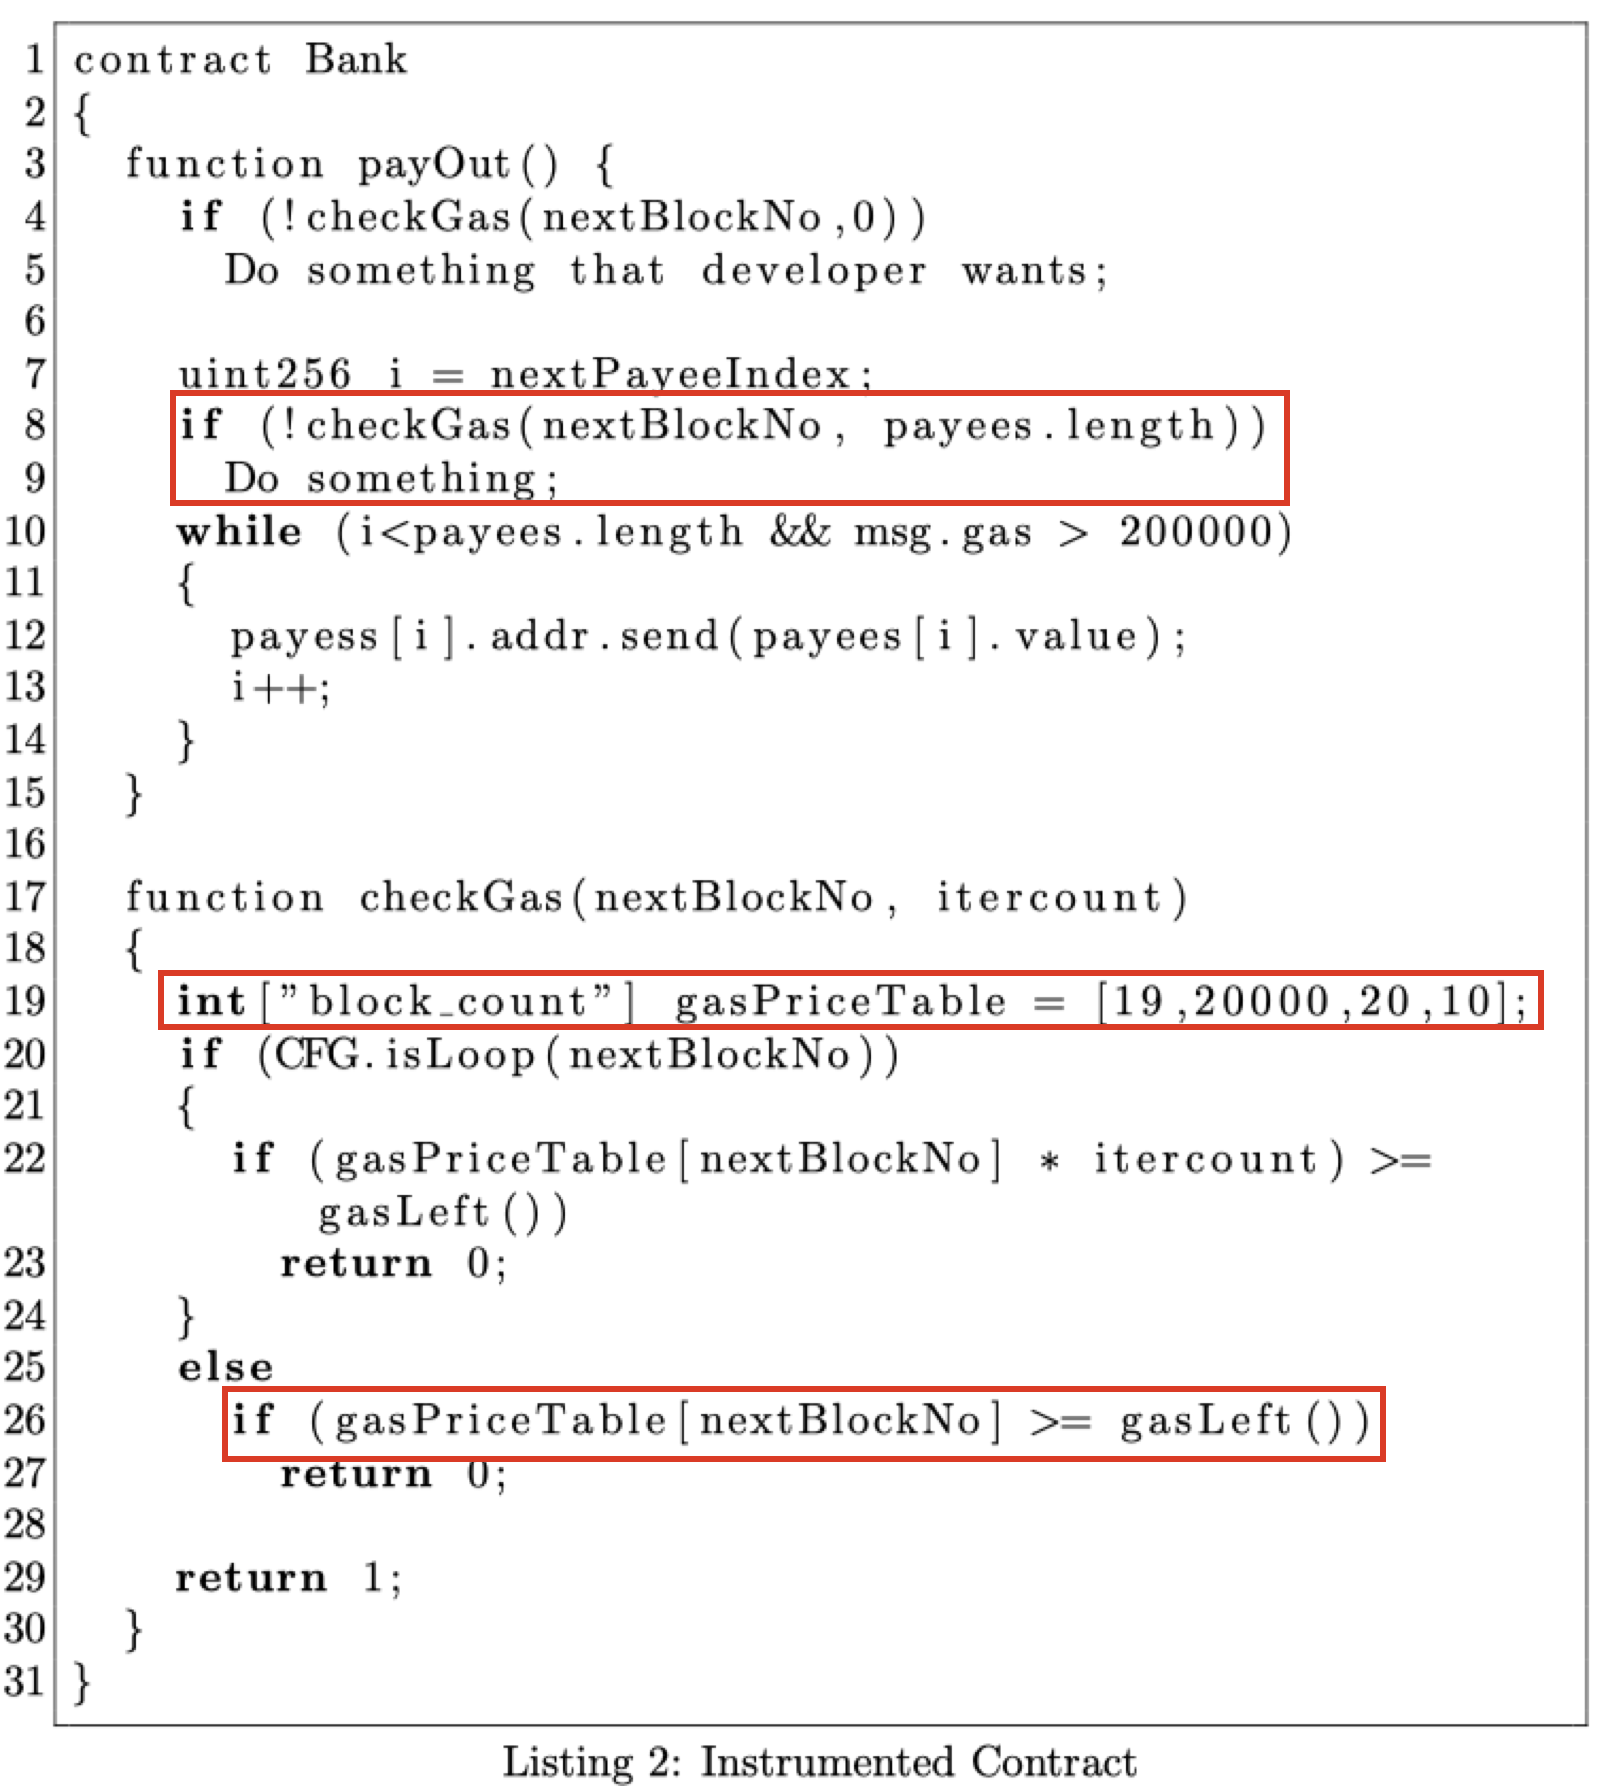 1 contract Bank
2 {
3 function payOut() {
4 if (!checkGas(nextBlockNo,0))
5 Do something that developer wants;
6
7 uint256 i = nextPayeeIndex;
8 if (!checkGas(nextBlockNo, payees.length))
9 Do something;
10 while (i<payees.length && msg.gas > 200000)
11 {
12 payess[i].addr.send(payees[i].value);
13 i++;
14 }
15 }
16
17 function checkGas(nextBlockNo, itercount)
18 {
19 int["block_count"] gasPriceTable = [19,20000,20,10];
20 if (CFG.isLoop(nextBlockNo))
21 {
22 if (gasPriceTable[nextBlockNo] * itercount) >=
gasLeft())
23 return 0;
24 }
25 else
26 if (gasPriceTable[nextBlockNo] >= gasLeft())
27 return 0;
28
29 return 1;
30 }
31 }
Listing 2: Instrumented Contract